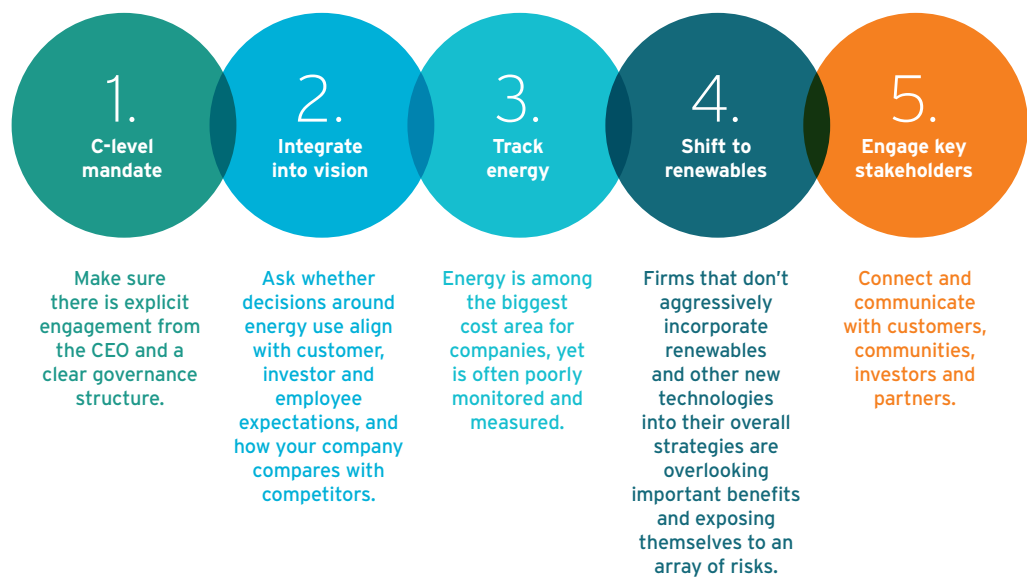 1.
C-level
mandate
2.
Integrate
into vision
3.
Track
energy
4.
Shift to
renewables
5.
Engage key
stakeholders
Make sure
there is explicit
engagement from
the CEO and a
clear governance
structure.
Ask whether
decisions around
energy use align
with customer,
investor and
employee
expectations, and
how your company
compares with
competitors.
Energy is among
the biggest
cost area for
companies, yet
is often poorly
monitored and
measured.
Firms that don’t
aggressively
incorporate
renewables
and other new
technologies
into their overall
strategies are
overlooking
important benefits
and exposing
themselves to an
array of risks.
Connect and
communicate
with customers,
communities,
investors and
partners.